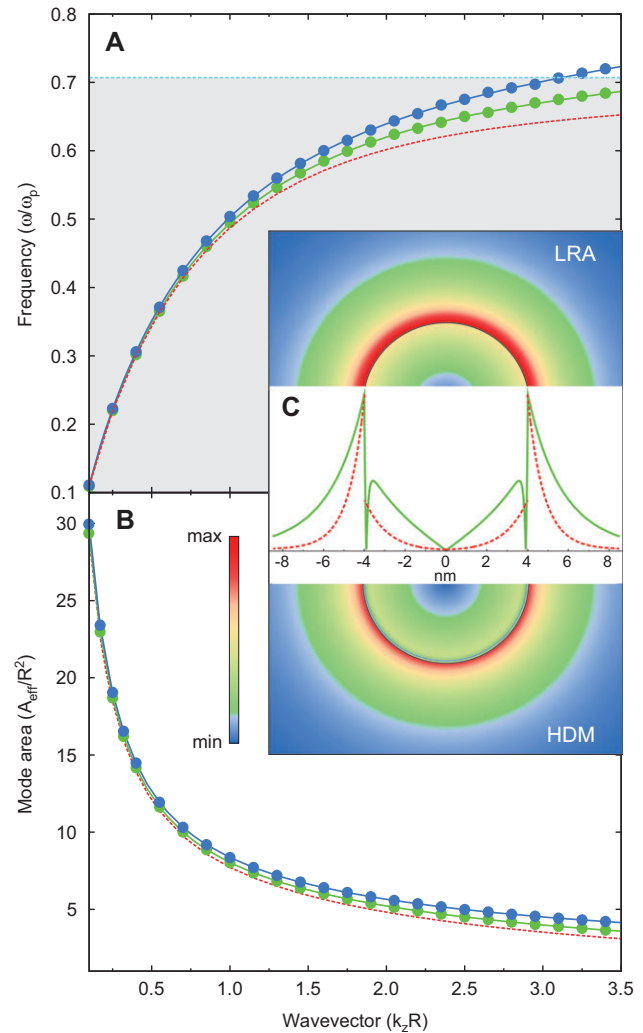 A
0.8
0.7
0.6
0.5
0.4
0.3
0.2
0.1
Frequency (ω/ωp)
LRA
C
-8 -6 -4 -2 0 2 4 6 8
nm
HDM
B
max
min
30
25
20
15
10
5
Mode area (Aeff/R²)
0.5 1.0 1.5 2.0 2.5 3.0 3.5
Wavevector (kzR)